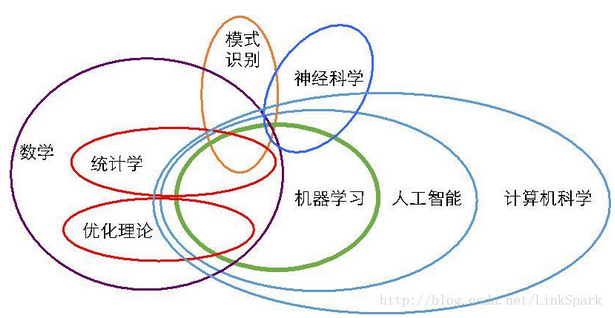 模式
识别
神经科学
数学
统计学
机器学习
人工智能
计算机科学
优化理论
http://blog.csdn.net/LinkSpark